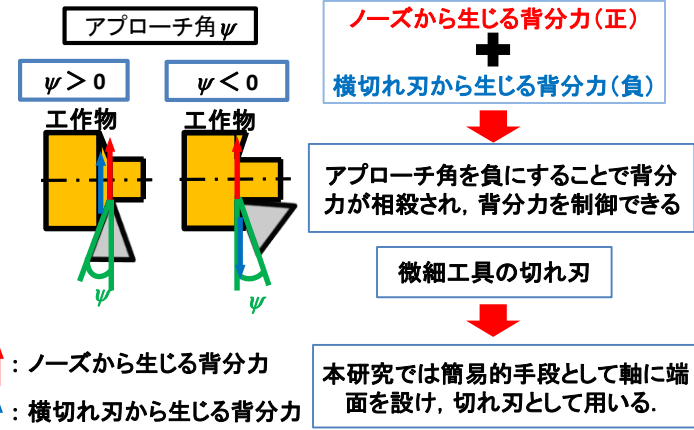 アプローチ角ψ
ψ＞0
ψ＜0
工作物
工作物
ψ
ψ
：ノーズから生じる背分力
：横切れ刃から生じる背分力
ノーズから生じる背分力（正）
横切れ刃から生じる背分力（負）
アプローチ角を負にすることで背分
力が相殺され，背分力を制御できる
微細工具の切れ刃
本研究では簡易的手段として軸に端
面を設け，切れ刃として用いる．